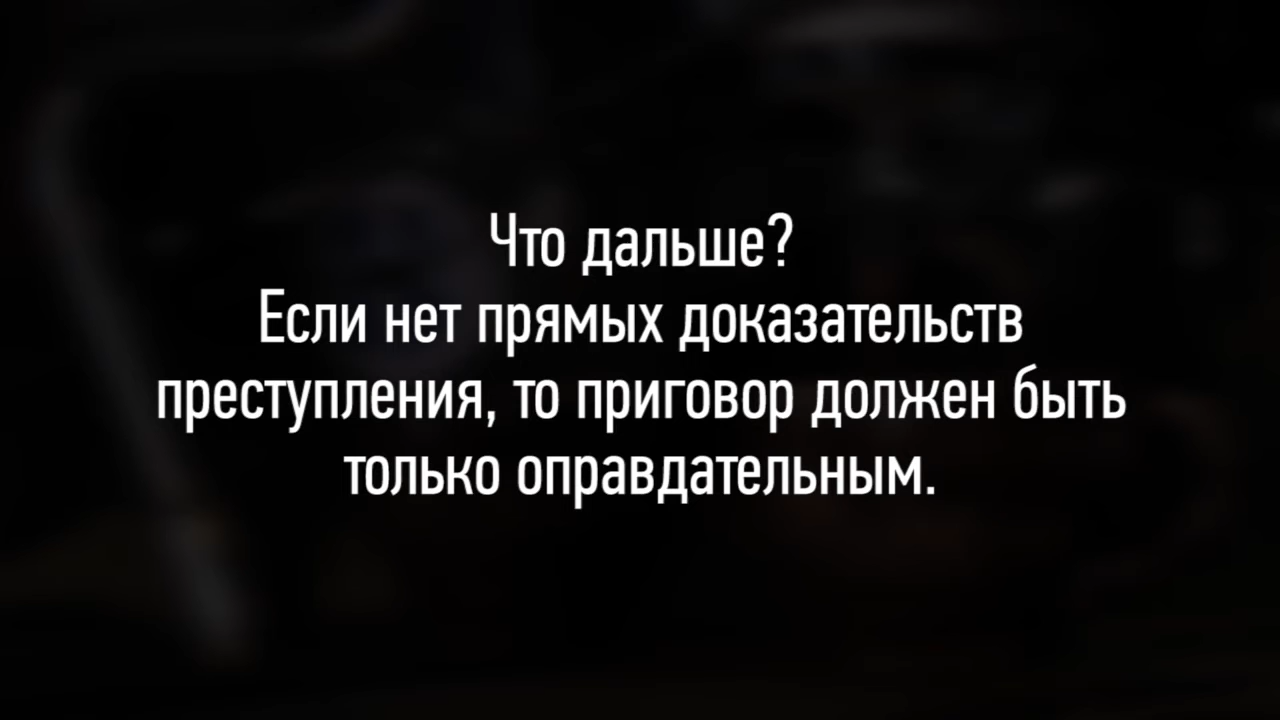 Что дальше?
Если нет прямых доказательств
преступления, то приговор должен быть
только оправдательным.